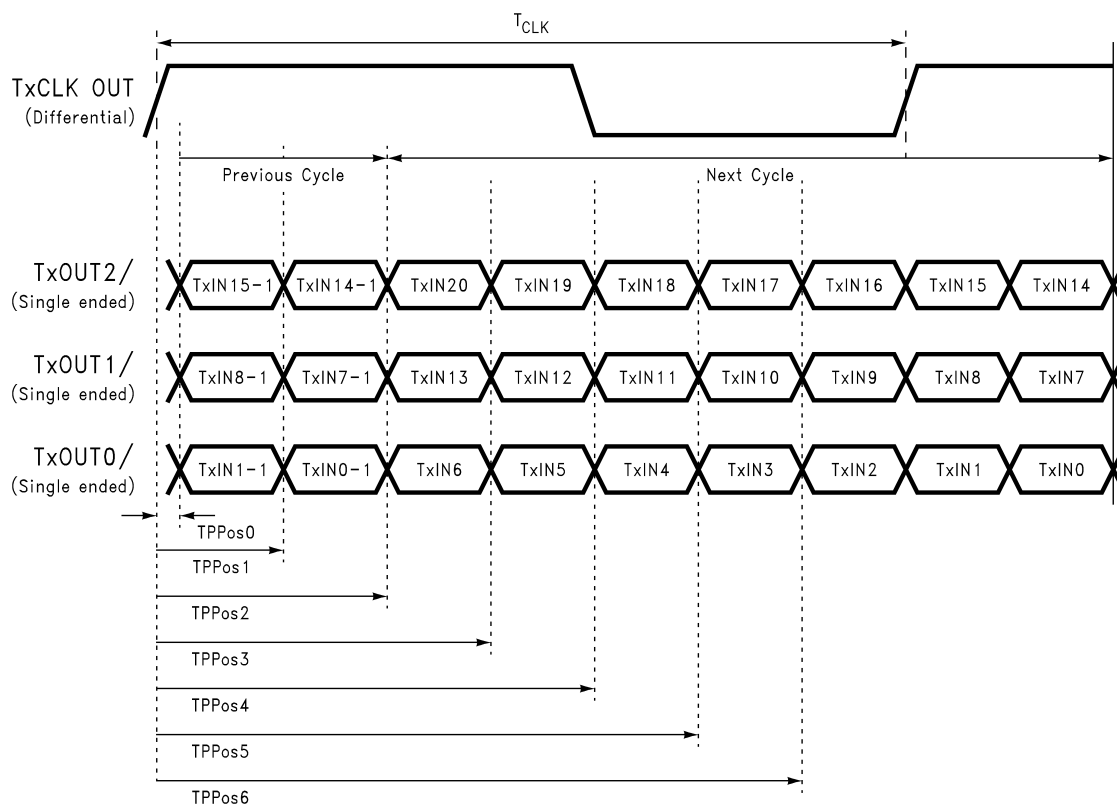 TCLK
TxCLK OUT
(Differential)
Previous Cycle
Next Cycle
TxOUT2/
(Single ended)
TxIN15-1 TxIN14-1 TxIN20 TxIN19 TxIN18 TxIN17 TxIN16 TxIN15 TxIN14
TxOUT1/
(Single ended)
TxIN8-1 TxIN7-1 TxIN13 TxIN12 TxIN11 TxIN10 TxIN9 TxIN8 TxIN7
TxOUT0/
(Single ended)
TxIN1-1 TxIN0-1 TxIN6 TxIN5 TxIN4 TxIN3 TxIN2 TxIN1 TxIN0
TPPos0
TPPos1
TPPos2
TPPos3
TPPos4
TPPos5
TPPos6